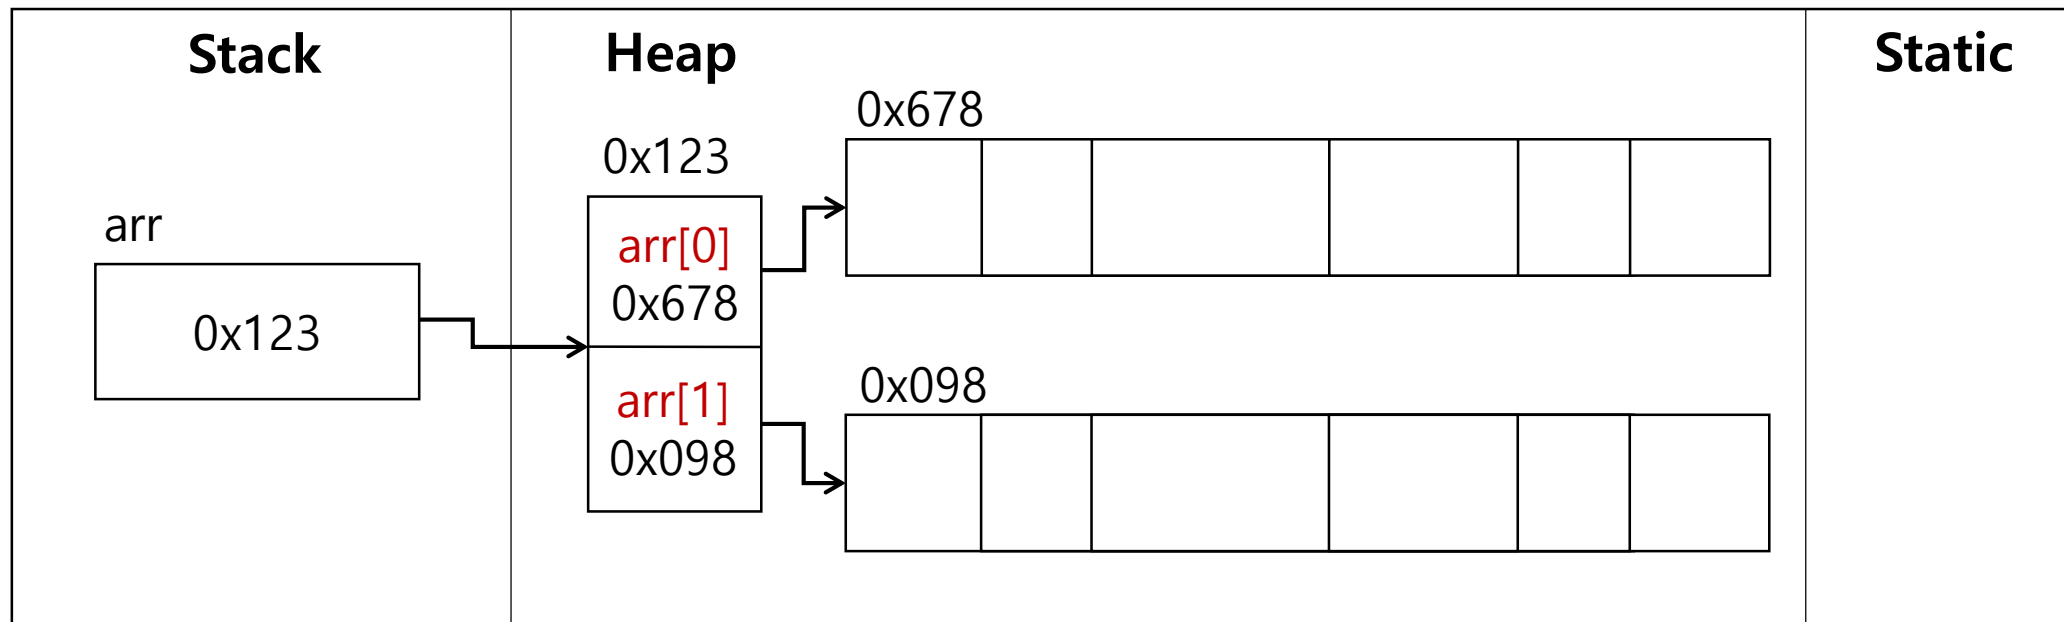 Stack
Heap
Static
0x678
0x123
arr
arr[0]
0x678
0x123
0x098
arr[1]
0x098